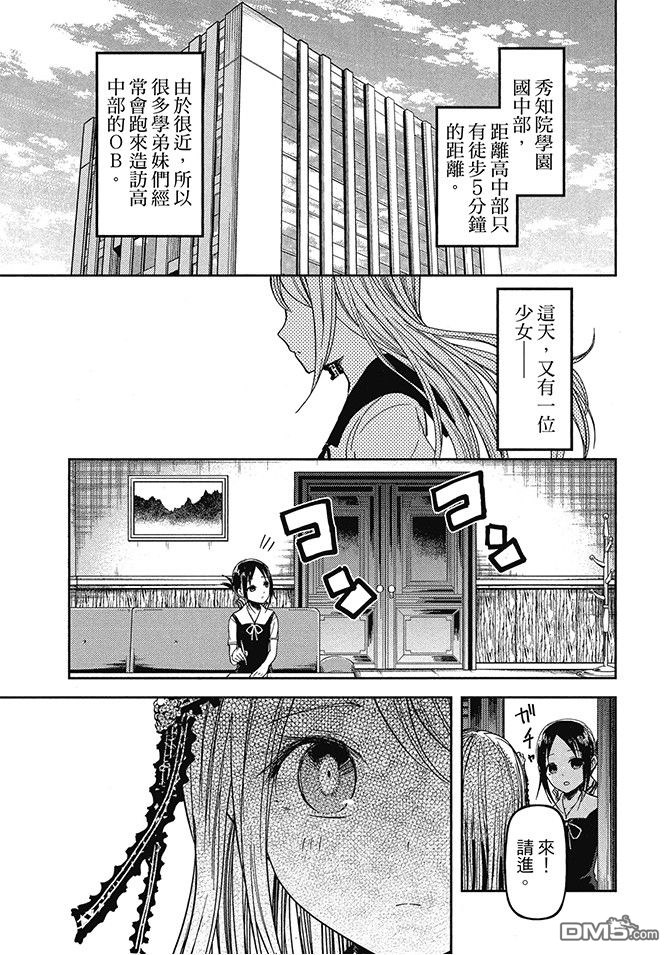 秀知院學園
國中部，
距離高中部只
有徒步5分鐘
的距離。
由於很近，所以
很多學弟妹們經
常會跑來造訪高
中部的OB。
這天，又有一位
少女──
コン
コン
ガチ
來！
請進。
DM5.com